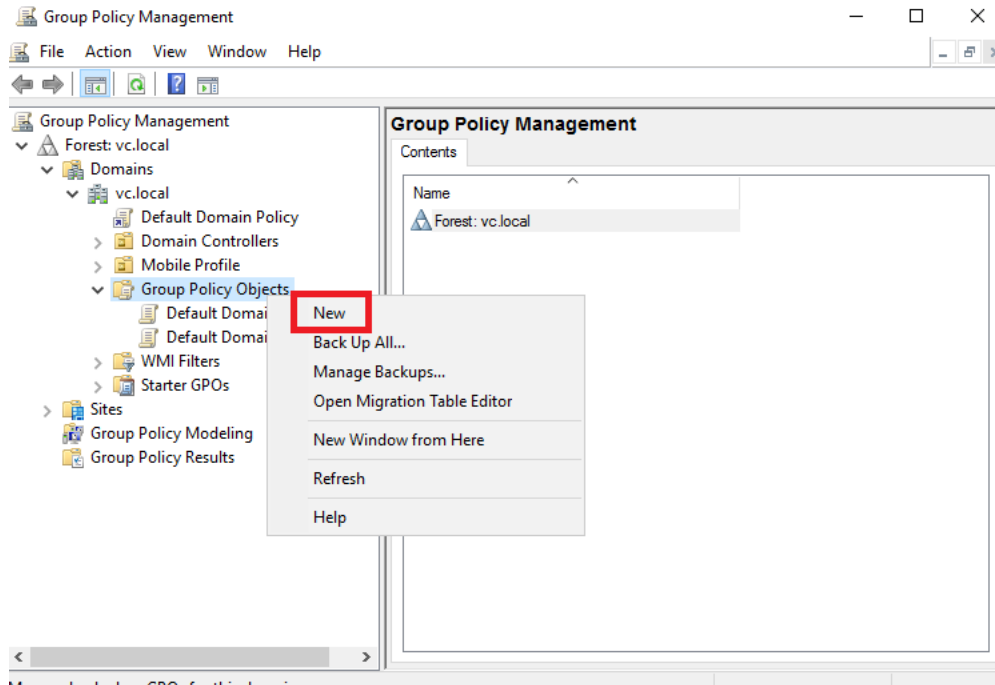 Group Policy Management
File Action View Window Help
Group Policy Management
Forest: vc.local
Domains
vc.local
Default Domain Policy
Domain Controllers
Mobile Profile
Group Policy Objects
Default Domai
Default Domai
WMI Filters
Starter GPOs
Sites
Group Policy Modeling
Group Policy Results
New
Back Up All...
Manage Backups...
Open Migration Table Editor
New Window from Here
Refresh
Help
Group Policy Management
Contents
Name
Forest: vc.local